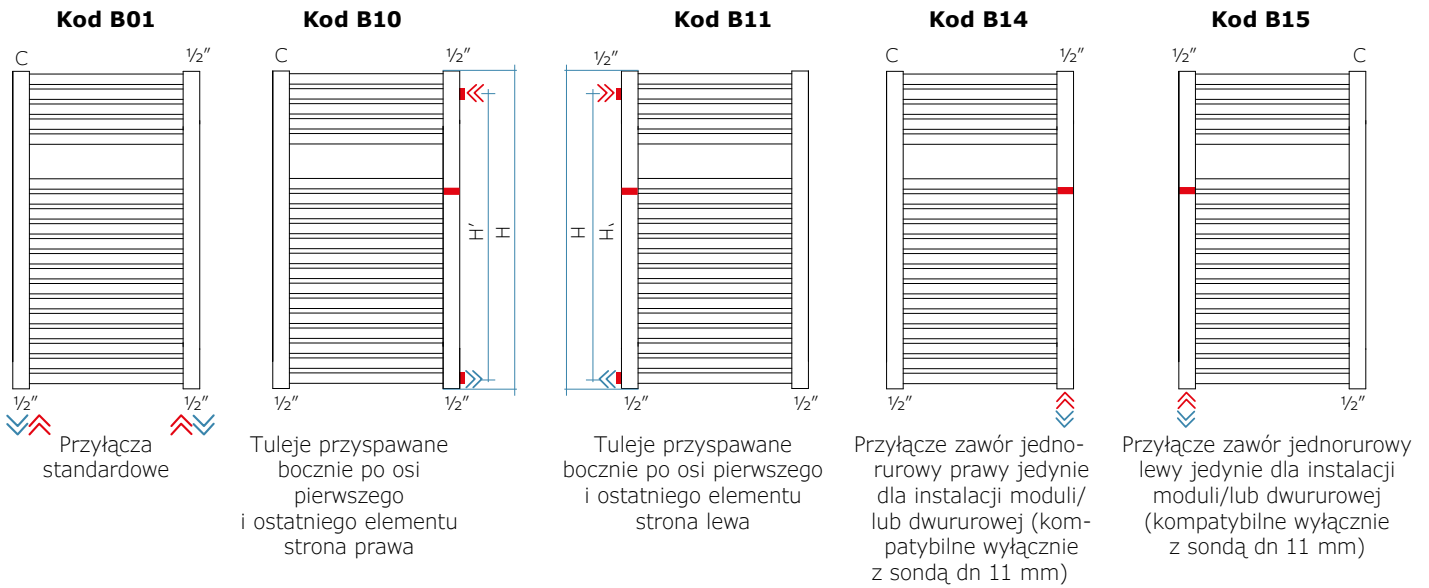 Kod B01
Kod B10
Kod B11
Kod B14
Kod B15
C ½"
C ½"
½"
C ½"
½" C
H' H
H H'
½" ½"
½" ½"
½" ½"
½" ½"
½" ½"
Przyłącza
standardowe
Tuleje przyspawane
bocznie po osi
pierwszego
i ostatniego elementu
strona prawa
Tuleje przyspawane
bocznie po osi pierwszego
i ostatniego elementu
strona lewa
Przyłącze zawór jedno-
rurowy prawy jedynie
dla instalacji moduli/
lub dwururowej (kom-
patybilne wyłącznie
z sondą dn 11 mm)
Przyłącze zawór jednorurowy
lewy jedynie dla instalacji
moduli/lub dwururowej
(kompatybilne wyłącznie
z sondą dn 11 mm)